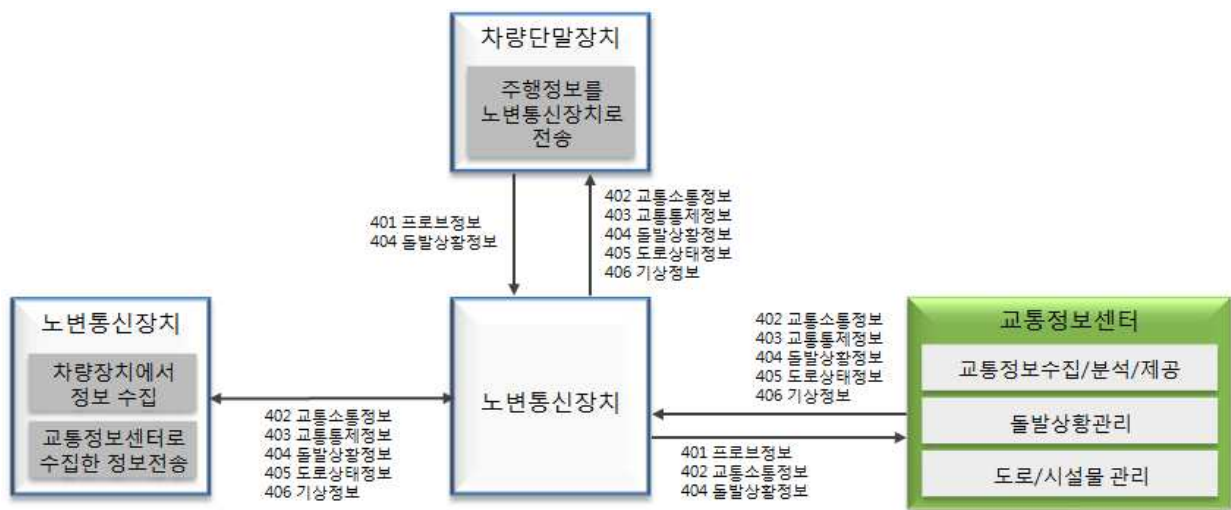 차량단말장치
주행정보를
노변통신장치로
전송
401 프로브정보
404 돌발상황정보
402 교통소통정보
403 교통통제정보
404 돌발상황정보
405 도로상태정보
406 기상정보
노변통신장치
차량장치에서
정보 수집
교통정보센터로
수집한 정보전송
402 교통소통정보
403 교통통제정보
404 돌발상황정보
405 도로상태정보
406 기상정보
노변통신장치
402 교통소통정보
403 교통통제정보
404 돌발상황정보
405 도로상태정보
406 기상정보
401 프로브정보
402 교통소통정보
404 돌발상황정보
교통정보센터
교통정보수집/분석/제공
돌발상황관리
도로/시설물 관리